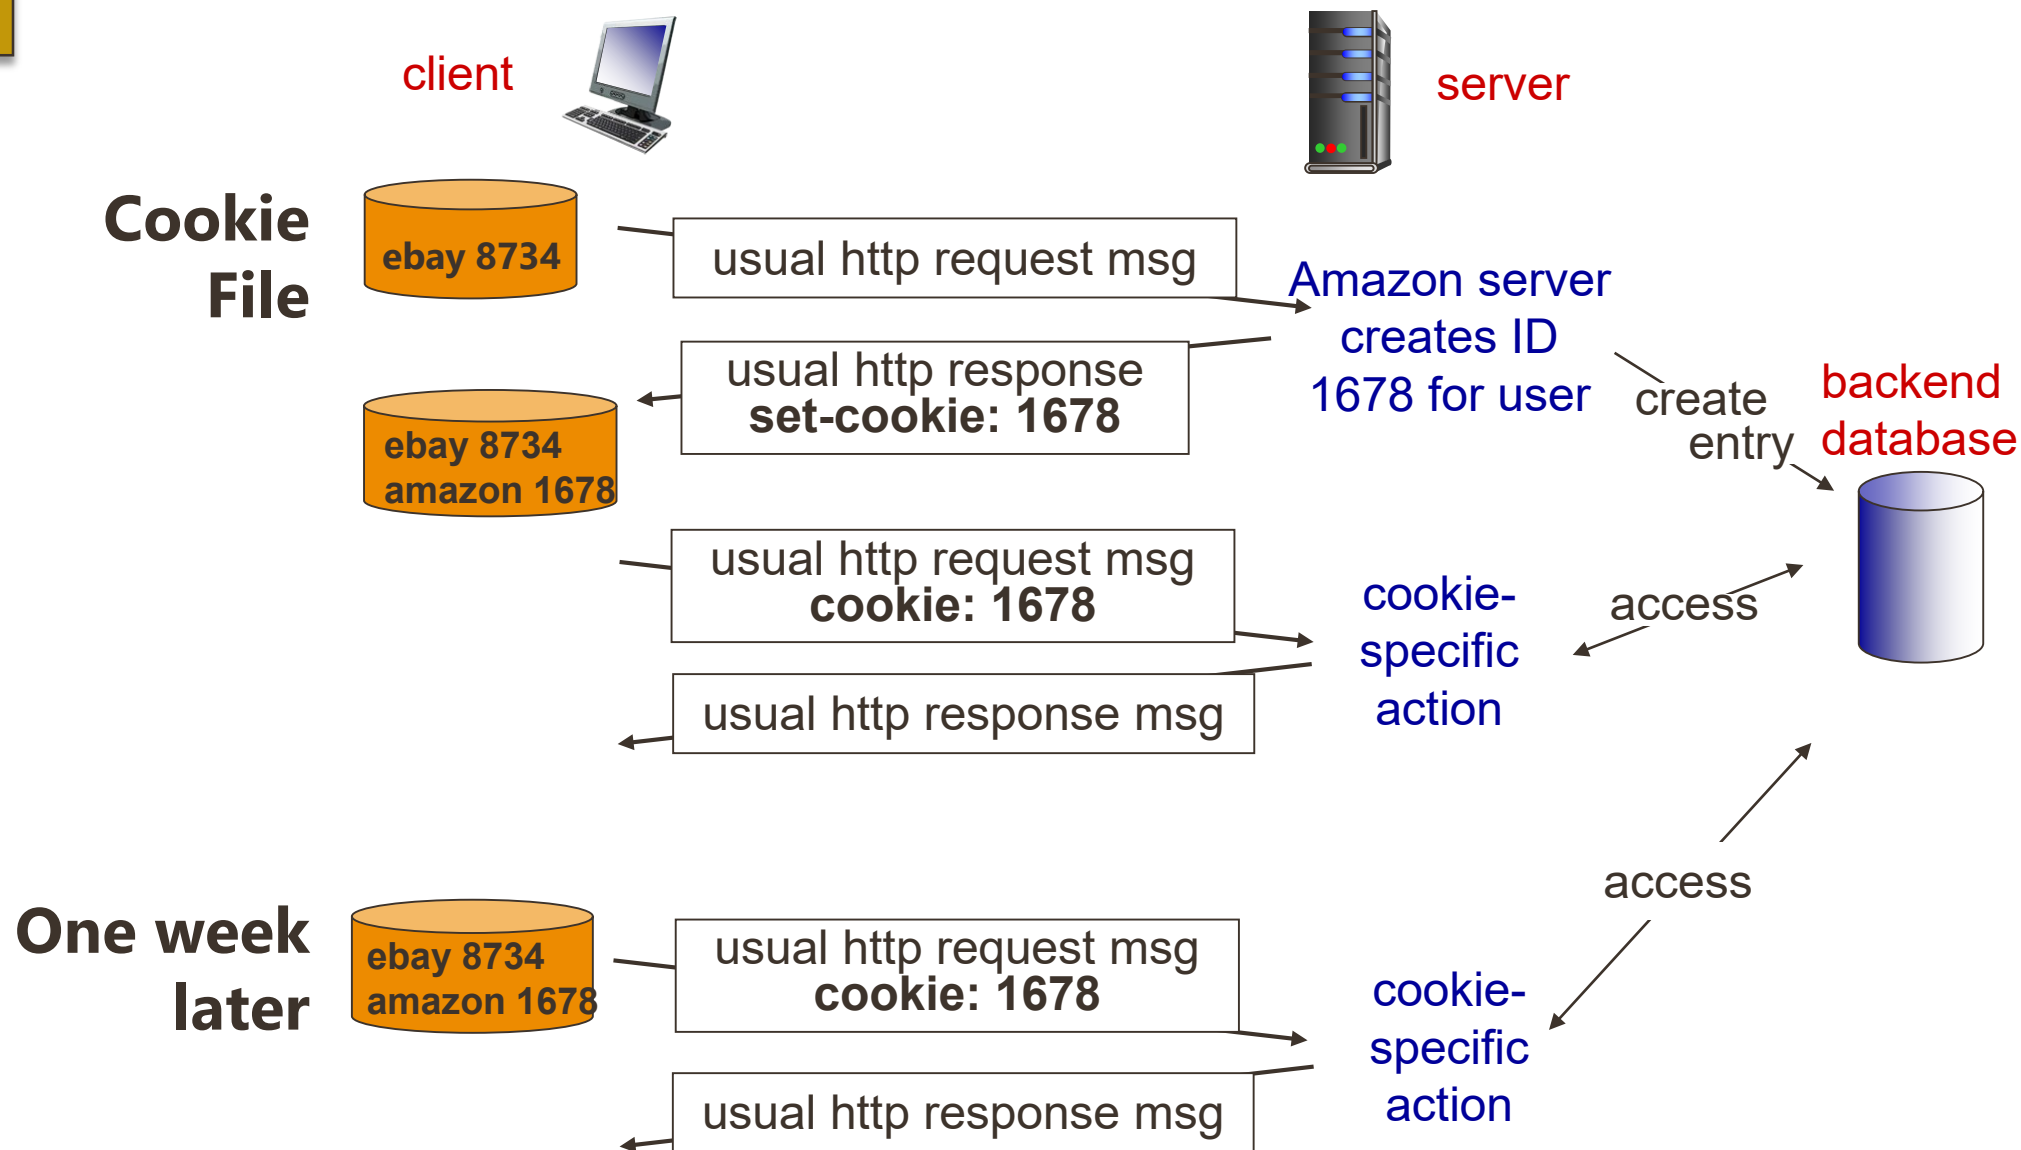 client
server
Cookie
File
ebay 8734
usual http request msg
Amazon server
creates ID
1678 for user
usual http response
set-cookie: 1678
create
entry
backend
database
ebay 8734
amazon 1678
usual http request msg
cookie: 1678
cookie-
specific
action
access
usual http response msg
access
One week
later
ebay 8734
amazon 1678
usual http request msg
cookie: 1678
cookie-
specific
action
usual http response msg